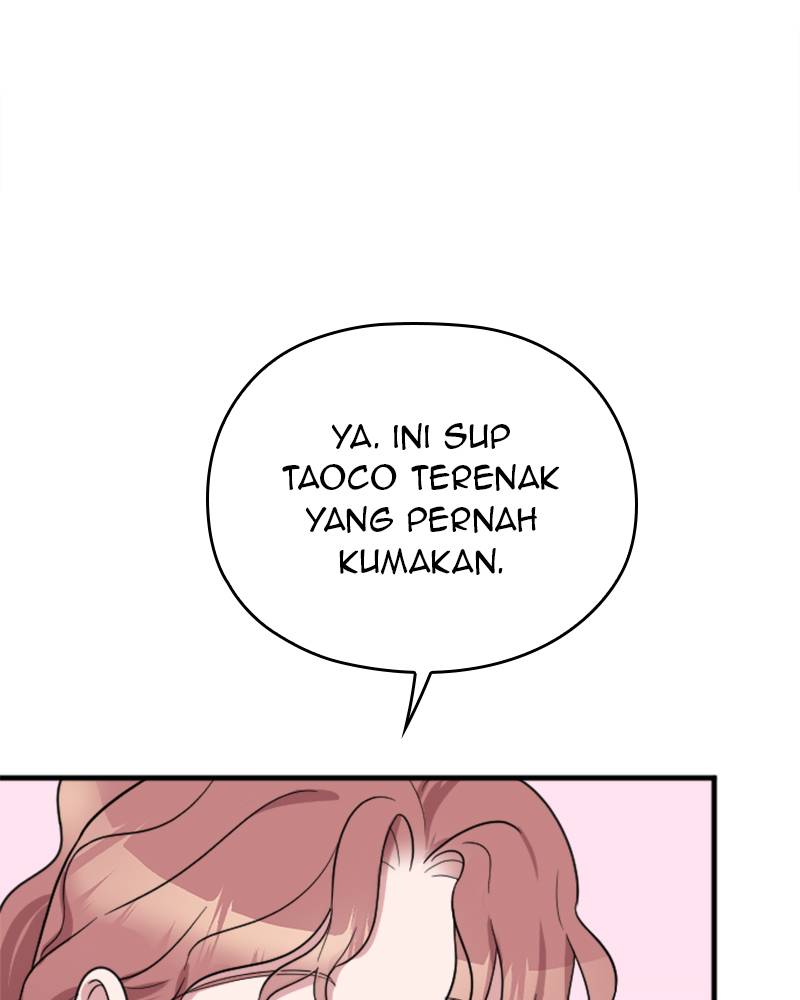 YA. INI SUP
TAOCO TERENAK
YANG PERNAH
KUMAKAN.